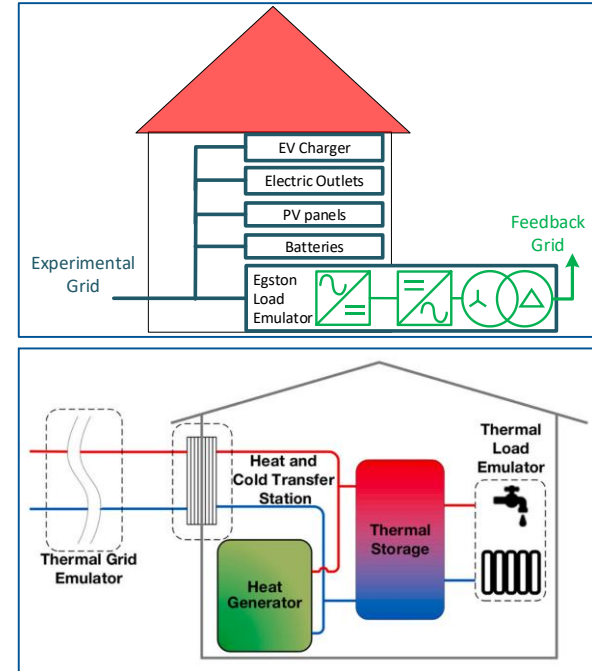 EV Charger
Electric Outlets
PV panels
Batteries
Experimental
Grid
Egston
Load
Emulator
Feedback
Grid
Heat and
Cold Transfer
Station
Thermal
Load
Emulator
Thermal
Storage
Thermal Grid
Emulator
Heat
Generator